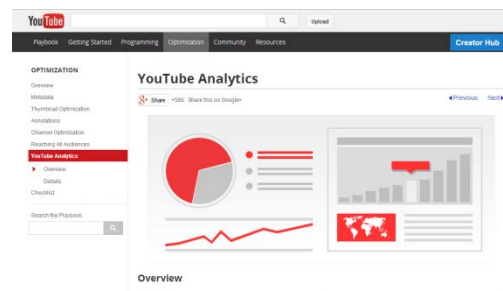 YouTube
Upload
Playbook Getting Started Programming Optimization Community Resources
Creator Hub
OPTIMIZATION
Overview
Metadata
Thumbnail Optimization
Annotations
Channel Optimization
Reaching All Audiences
YouTube Analytics
Overview
Details
Checklist
Search the Playbook:
YouTube Analytics
Share +586 Share this on Google+
Previous Next
Overview